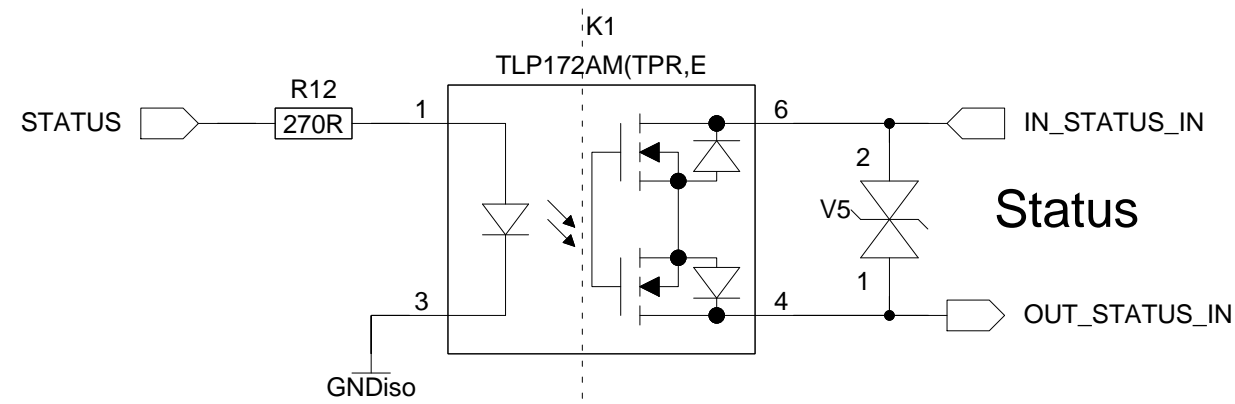 K1
TLP172AM(TPR,E
R12
STATUS
270R
1
6
IN_STATUS_IN
2
V5
Status
3
4
1
OUT_STATUS_IN
GNDiso